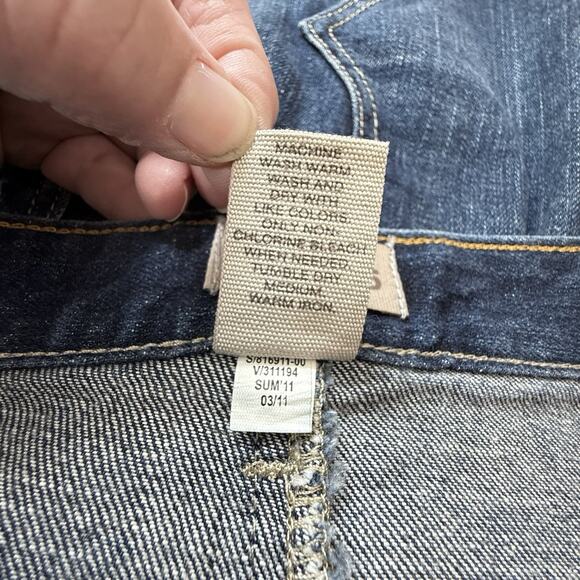 MACHINE
WASH WARM.
WASH AND
DRY WITH
LIKE COLORS.
ONLY NON.
CHLORINE BLEACH
WHEN NEEDED.
TUMBLE DRY
MEDIUM.
WARM IRON.
S
S/816911-00
V/311194
SUM'11
03/11